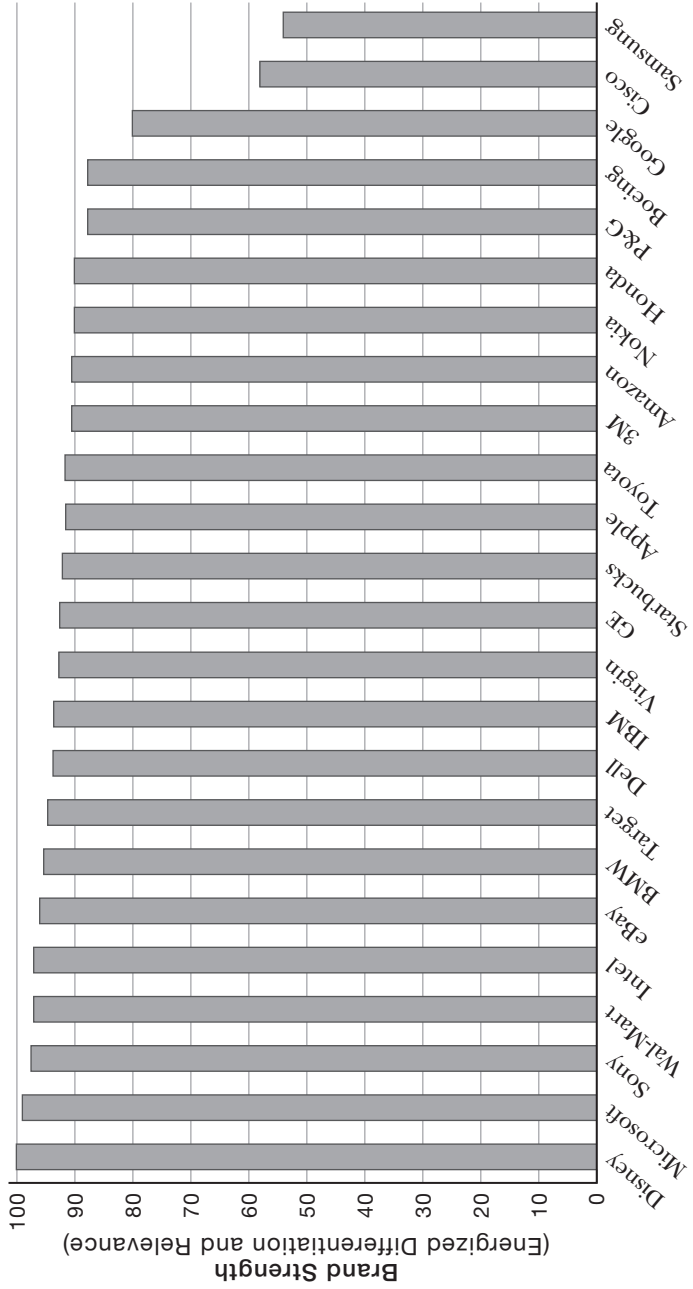 Brand Strength
(Energized Differentiation and Relevance)
100
90
80
70
60
50
40
30
20
10
0
Disney
Microsoft
Sony
Wal-Mart
Intel
eBay
BMW
Target
Dell
IBM
Virgin
GE
Starbucks
Apple
Toyota
3M
Amazon
Nokia
Honda
P&G
Boeing
Google
Cisco
Samsung